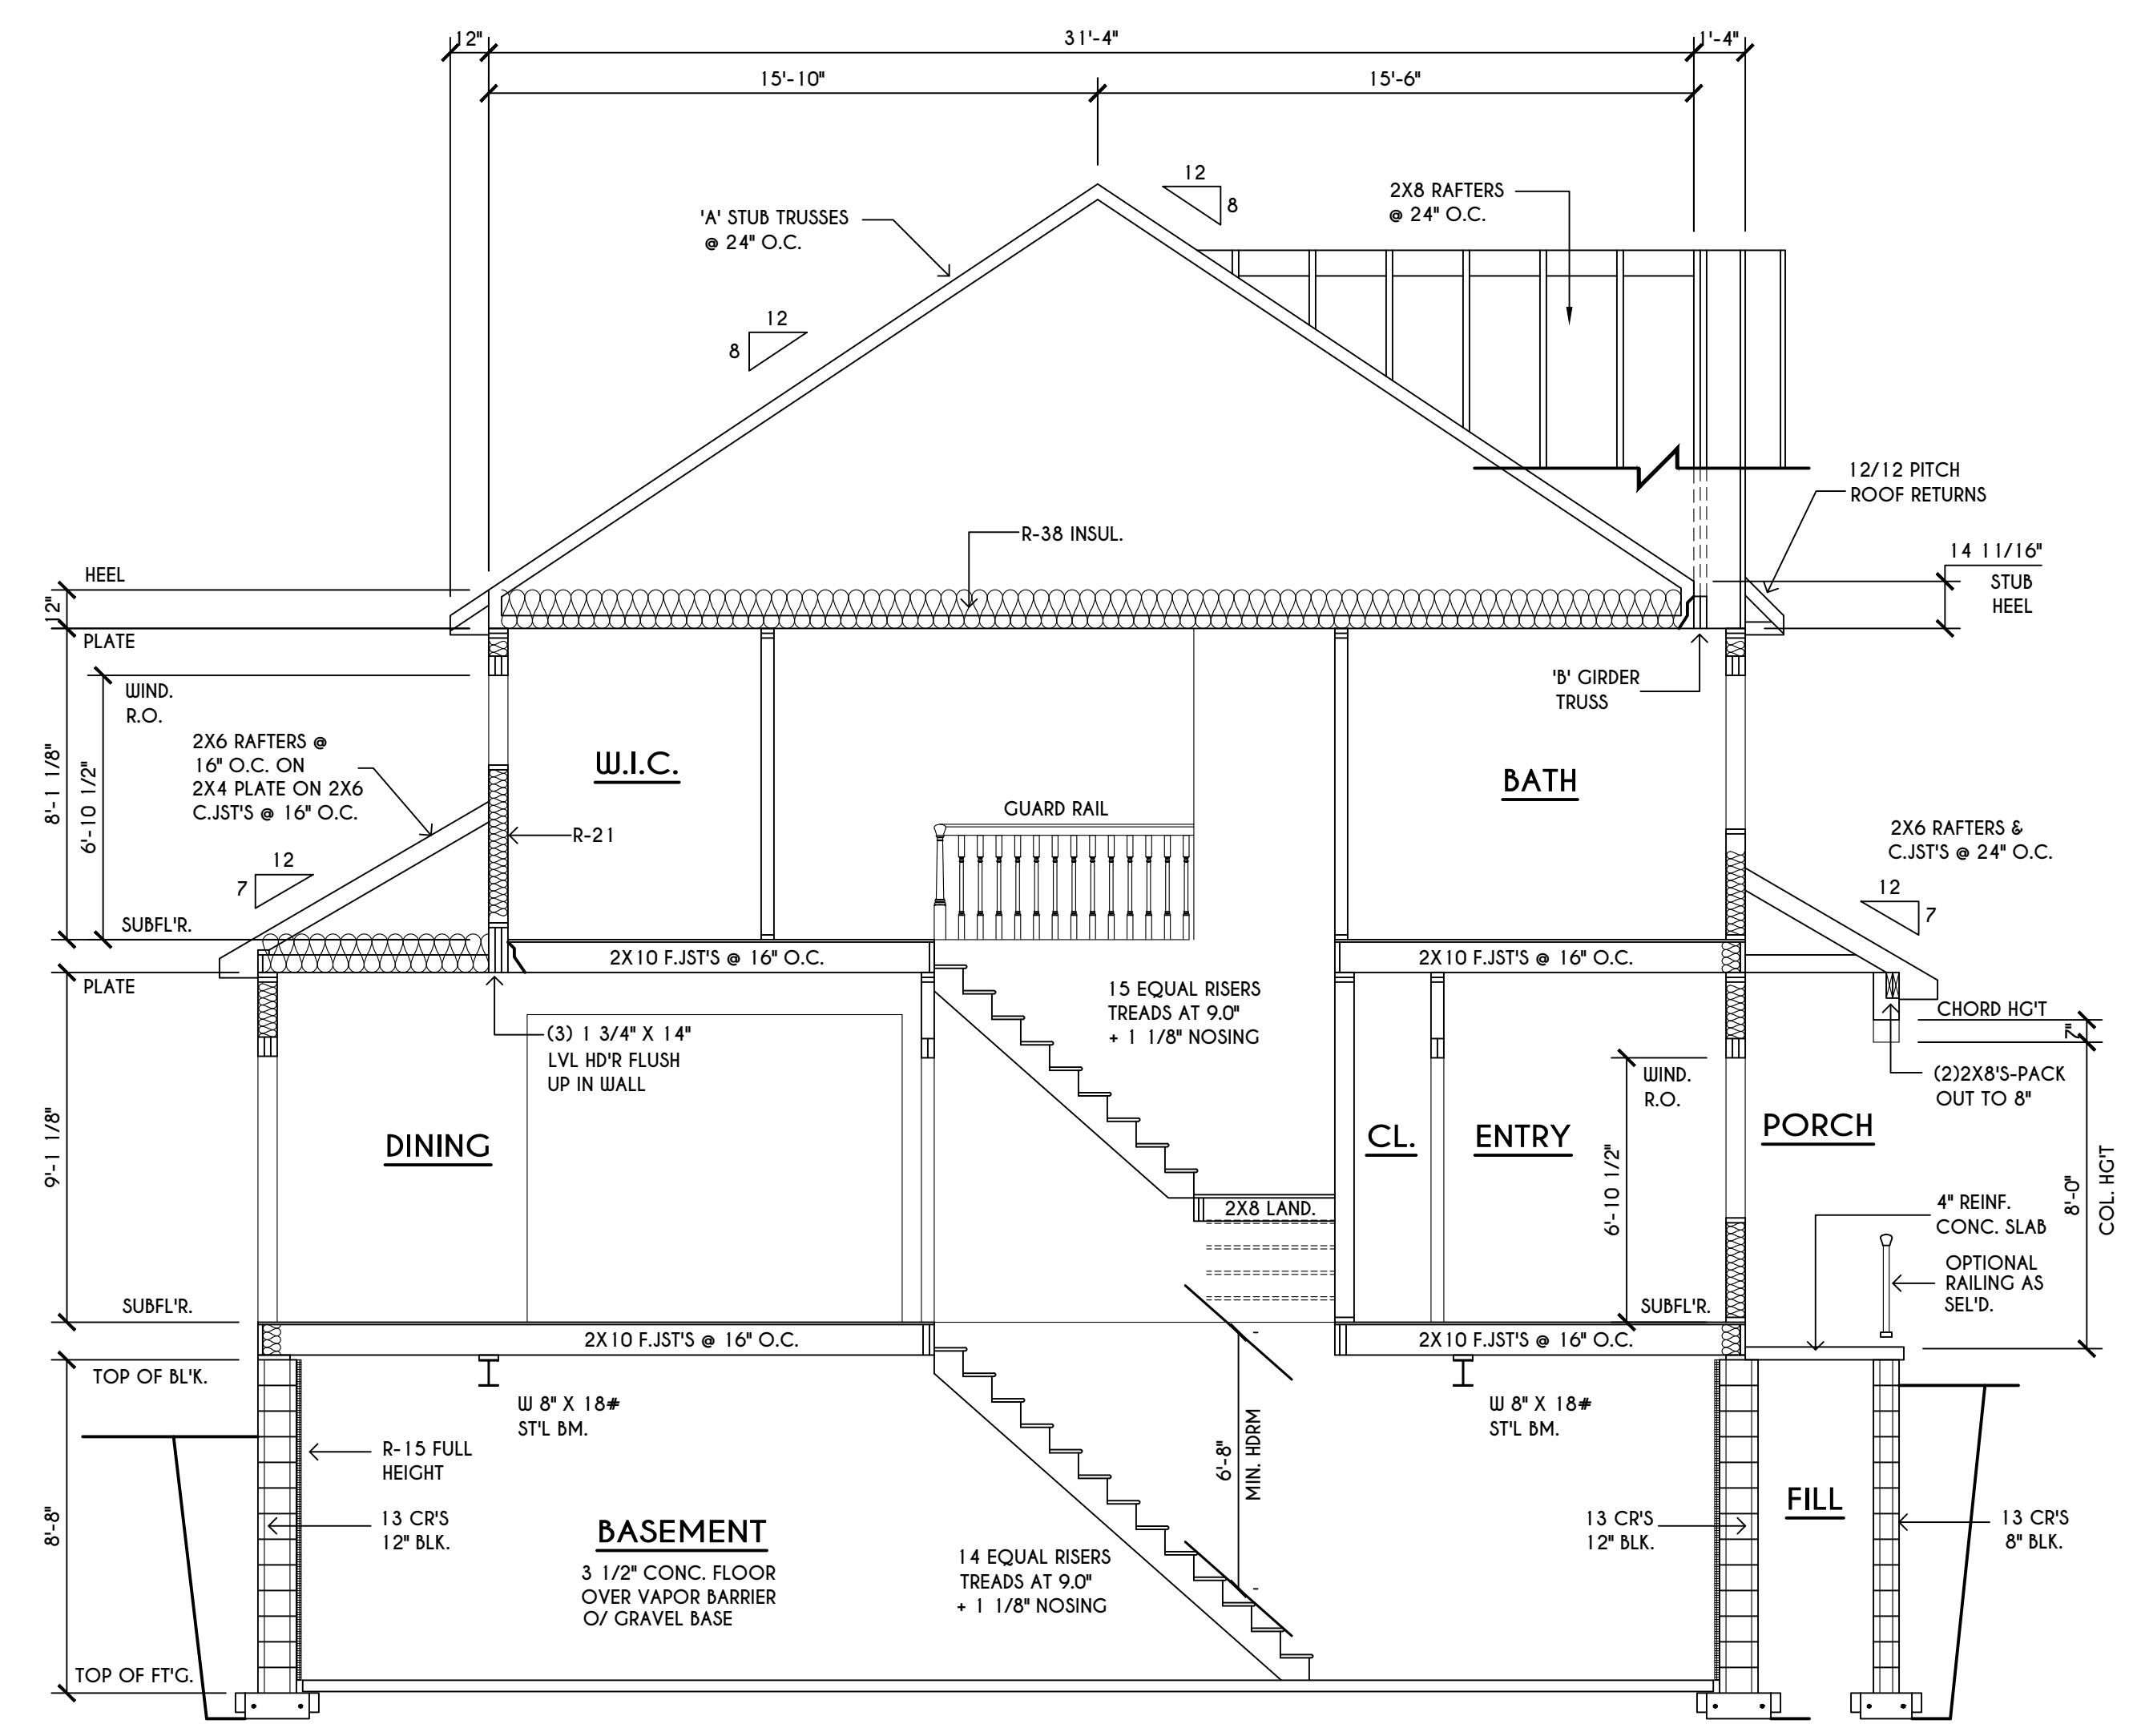 12"
31'-4"
1'-4"
15'-10"
15'-6"
12
8
2X8 RAFTERS
@ 24" O.C.
'A' STUB TRUSSES
@ 24" O.C.
12
8
12/12 PITCH
ROOF RETURNS
R-38 INSUL.
14 11/16"
STUB
HEEL
HEEL
12"
PLATE
WIND.
R.O.
'B' GIRDER
TRUSS
8'-1 1/8"
6'-10 1/2"
2X6 RAFTERS @
16" O.C. ON
2X4 PLATE ON 2X6
C.JST'S @ 16" O.C.
W.I.C.
BATH
GUARD RAIL
R-21
2X6 RAFTERS &
C.JST'S @ 24" O.C.
12
7
12
7
SUBFL'R.
2X10 F.JST'S @ 16" O.C.
2X10 F.JST'S @ 16" O.C.
PLATE
15 EQUAL RISERS
TREADS AT 9.0"
+ 1 1/8" NOSING
CHORD HG'T
7"
(3) 1 3/4" X 14"
LVL HD'R FLUSH
UP IN WALL
WIND.
R.O.
(2)2X8'S-PACK
OUT TO 8"
9'-1 1/8"
DINING
CL.
ENTRY
PORCH
6'-10 1/2"
8'-0"
COL. HG'T
2X8 LAND.
4" REINF.
CONC. SLAB
OPTIONAL
RAILING AS
SEL'D.
SUBFL'R.
SUBFL'R.
2X10 F.JST'S @ 16" O.C.
2X10 F.JST'S @ 16" O.C.
TOP OF BL'K.
W 8" X 18#
ST'L BM.
W 8" X 18#
ST'L BM.
6'-8"
MIN. HDRM
R-15 FULL
HEIGHT
8'-8"
13 CR'S
12" BLK.
BASEMENT
3 1/2" CONC. FLOOR
OVER VAPOR BARRIER
O/ GRAVEL BASE
14 EQUAL RISERS
TREADS AT 9.0"
+ 1 1/8" NOSING
13 CR'S
12" BLK.
FILL
13 CR'S
8" BLK.
TOP OF FT'G.